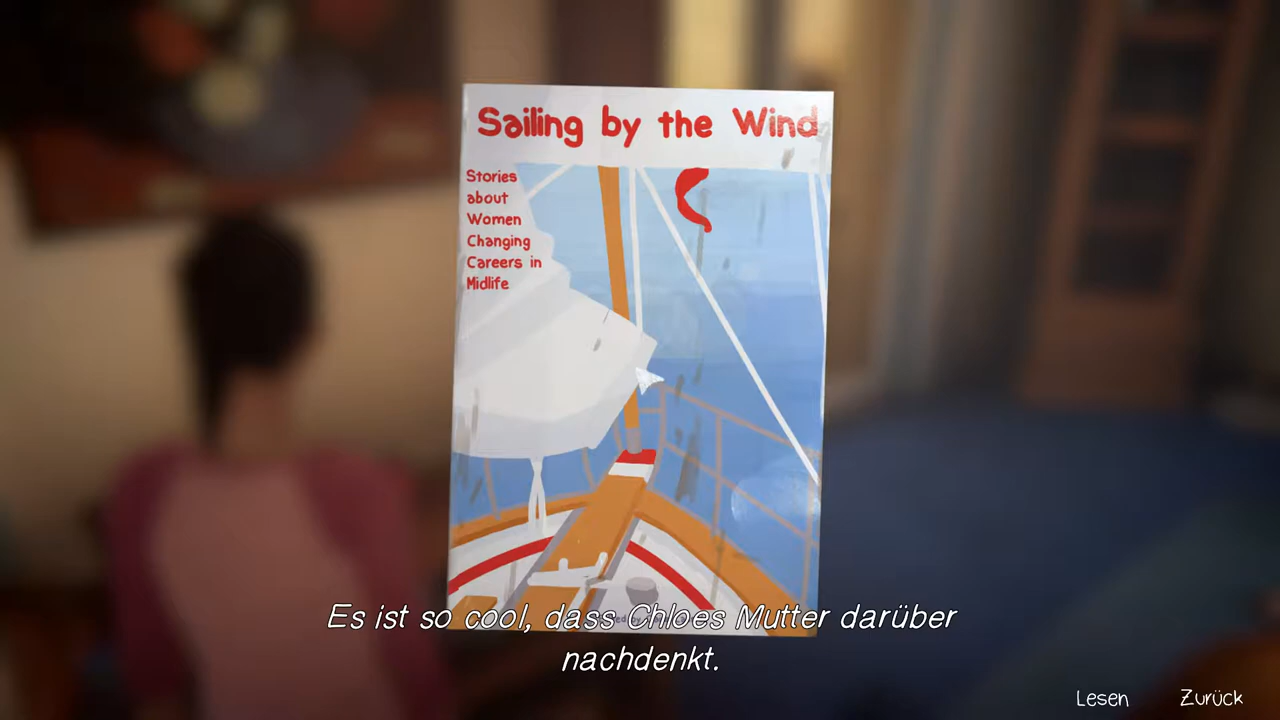 Sailing by the Wind
Stories
about
Women
Changing
Careers in
Midlife
Es ist so cool, dass Chloes Mutter darüber
nachdenkt.
Lesen Zurück